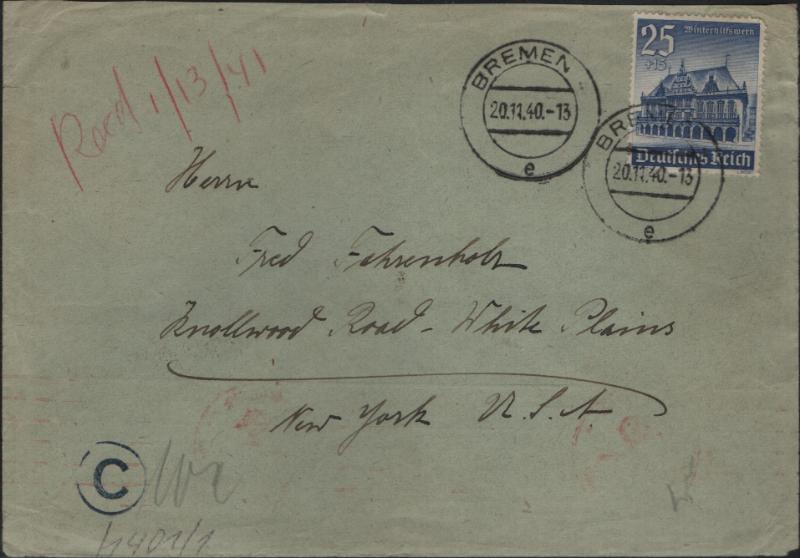 25 Winterhilfswerk
+15
Deutsches Reich
BREMEN
20.11.40.-13
e
BREMEN
20.11.40.-13
e
Recd 1/13/41
Herrn
Fred Fahrenholz
Knollwood Road - White Plains
New York U.S.A.
C